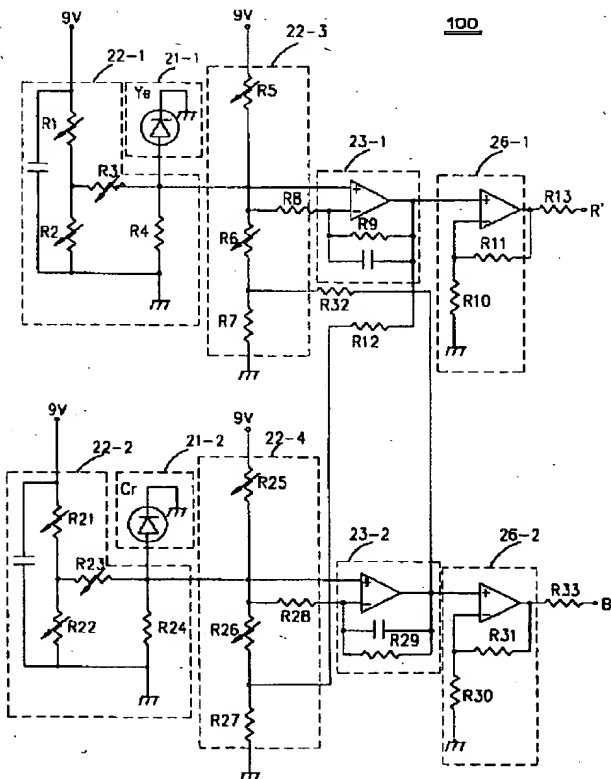 100
9V
9V
22-1
21-1
22-3
Ye
R5
R1
R3
23-1
26-1
R8
R13
R'
R2
R4
R6
R9
R11
R32
R10
R7
R12
9V
9V
22-2
21-2
22-4
Cr
R25
R21
23-2
26-2
R23
R33
B'
R28
R22
R24
R26
R29
R31
R30
R27